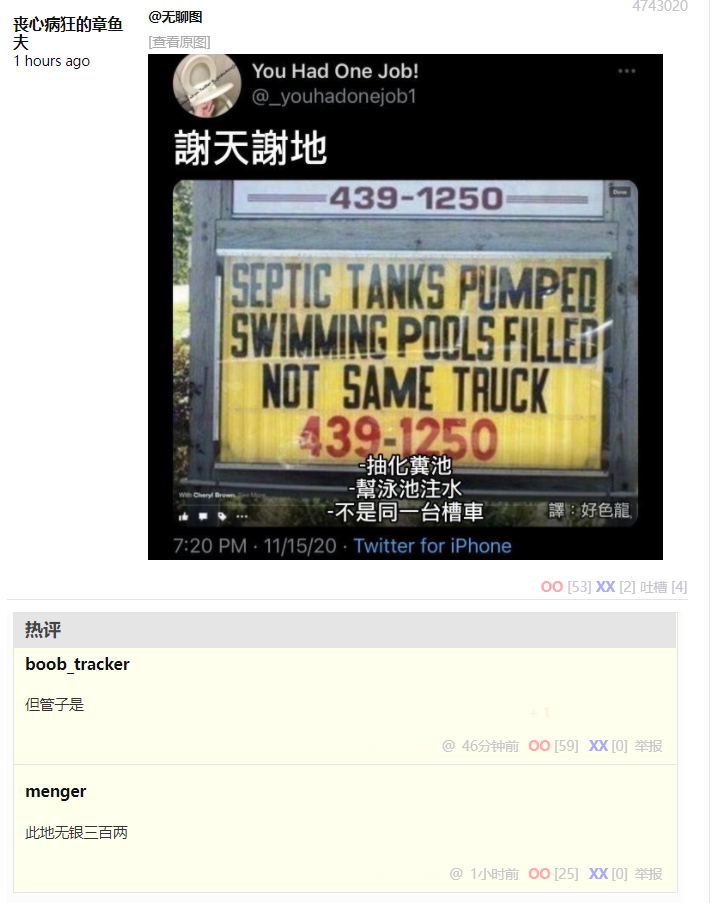 4743020
丧心病狂的章鱼
夫
1 hours ago
@无聊图
[查看原图]
You Had One Job!
@_youhadonejob1
謝天謝地
439-1250
Done
SEPTIC TANKS PUMPED
SWIMMING POOLS FILLED
NOT SAME TRUCK
439-1250
-抽化糞池
-幫泳池注水
-不是同一台槽車
With Cheryl Brown. See More
譯：好色龍
7:20 PM · 11/15/20 · Twitter for iPhone
OO [53] XX [2] 吐槽 [4]
热评
boob_tracker
但管子是
+ 1
@ 46分钟前 OO [59] XX [0] 举报
menger
此地无银三百两
@ 1小时前 OO [25] XX [0] 举报